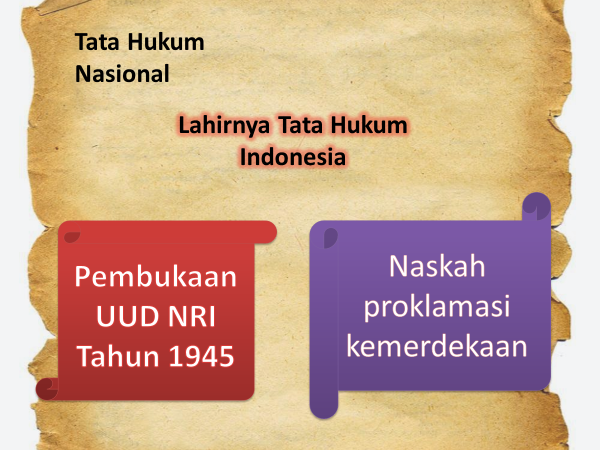 Tata Hukum
Nasional
Lahirnya Tata Hukum
Indonesia
Pembukaan
UUD NRI
Tahun 1945
Naskah
proklamasi
kemerdekaan